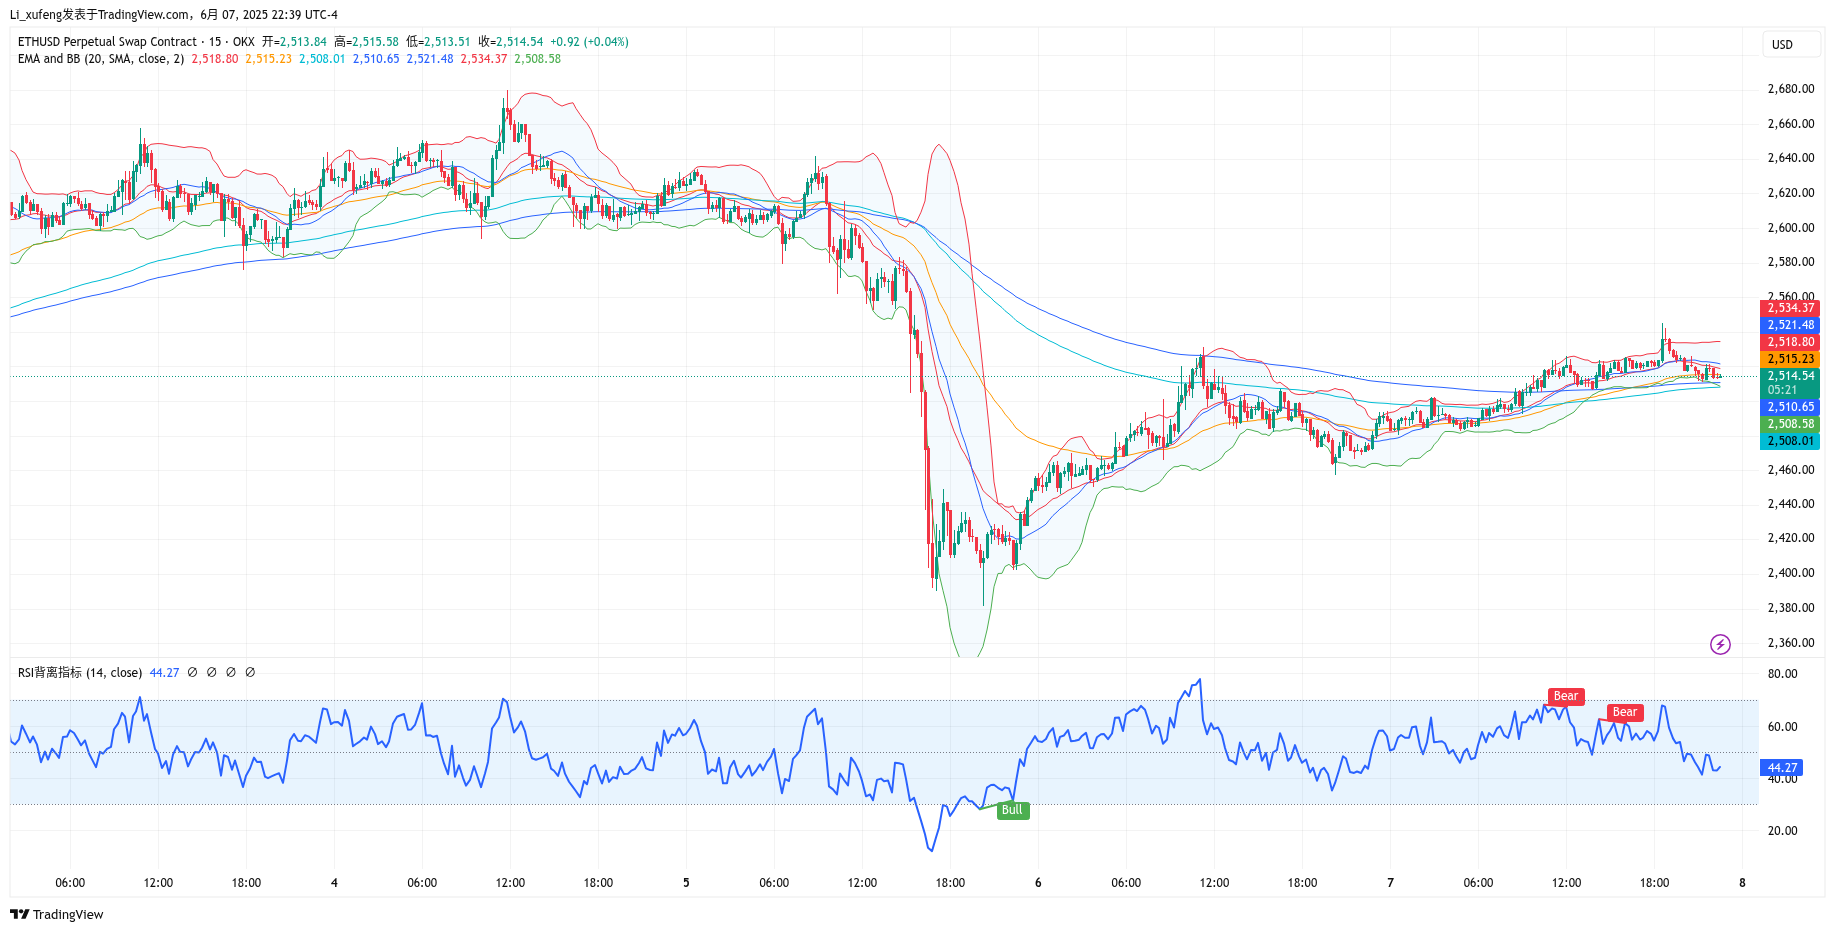 Li_xufeng发表于TradingView.com，6月 07, 2025 22:39 UTC-4
ETHUSD Perpetual Swap Contract · 15 · OKX 开=2,513.84 高=2,515.58 低=2,513.51 收=2,514.54 +0.92 (+0.04%)
EMA and BB (20, SMA, close, 2) 2,518.80 2,515.23 2,508.01 2,510.65 2,521.48 2,534.37 2,508.58
USD
2,680.00
2,660.00
2,640.00
2,620.00
2,600.00
2,580.00
2,560.00
2,534.37
2,521.48
2,518.80
2,515.23
2,514.54
05:21
2,510.65
2,508.58
2,508.01
2,460.00
2,440.00
2,420.00
2,400.00
2,380.00
2,360.00
RSI背离指标 (14, close) 44.27 ∅ ∅ ∅ ∅
80.00
Bear
Bear
60.00
44.27
40.00
Bull
20.00
06:00 12:00 18:00 4 06:00 12:00 18:00 5 06:00 12:00 18:00 6 06:00 12:00 18:00 7 06:00 12:00 18:00 8
TradingView